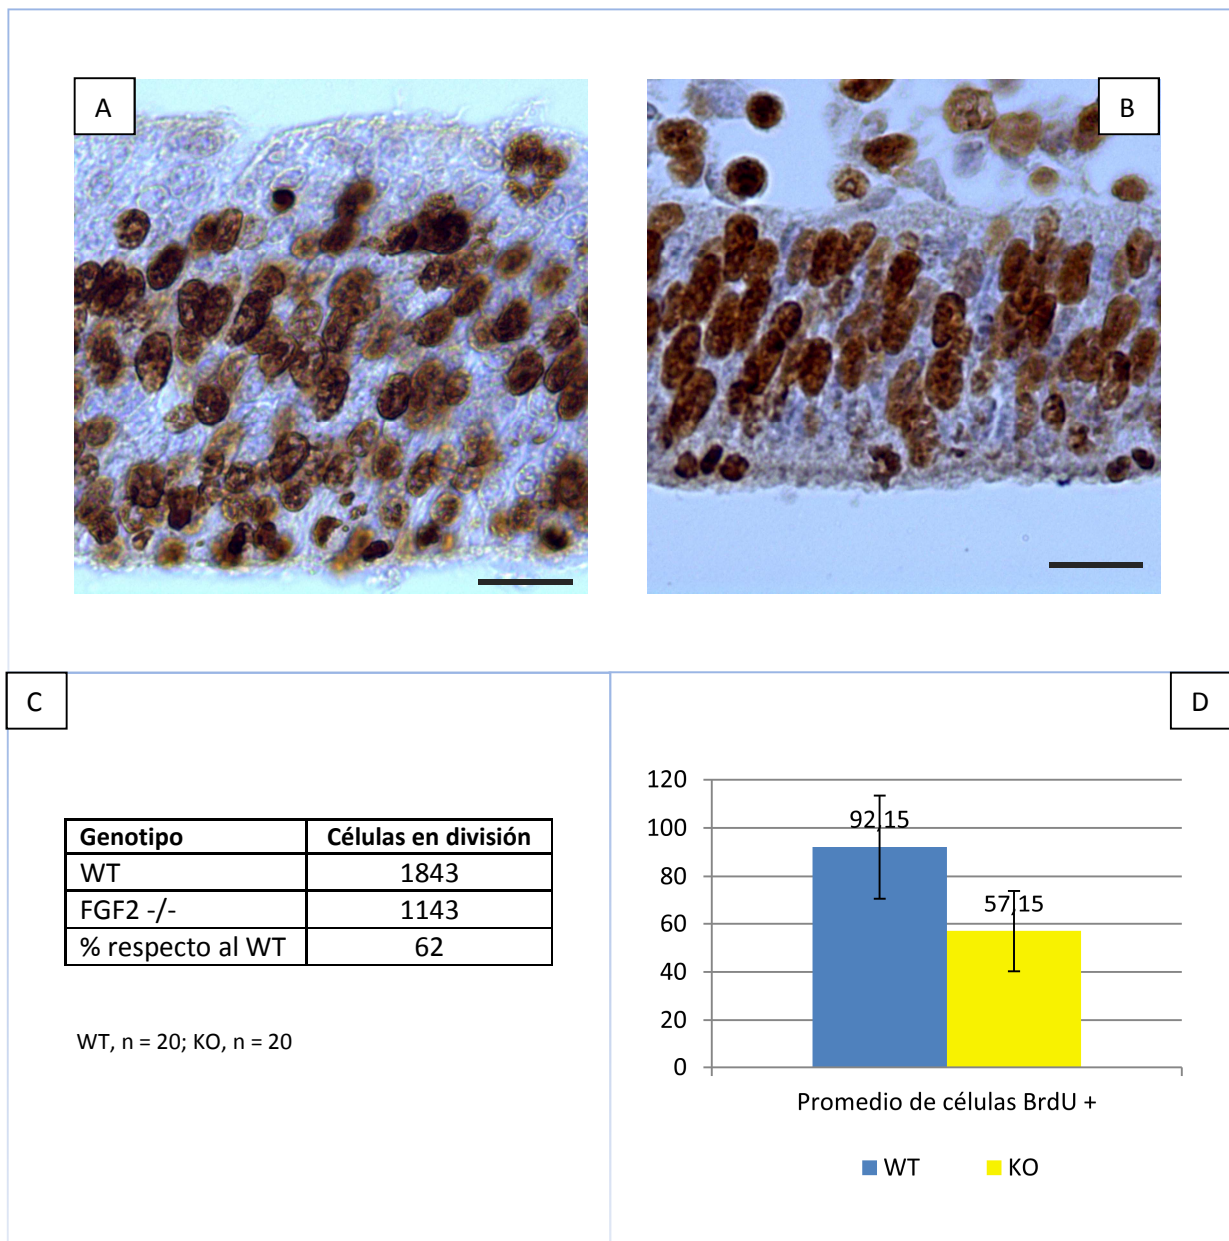 A
B
C
D
Genotipo Células en división
WT 1843
FGF2 -/- 1143
% respecto al WT 62
WT, n = 20; KO, n = 20
120
100
80
60
40
20
0
92,15
57,15
Promedio de células BrdU +
WT KO